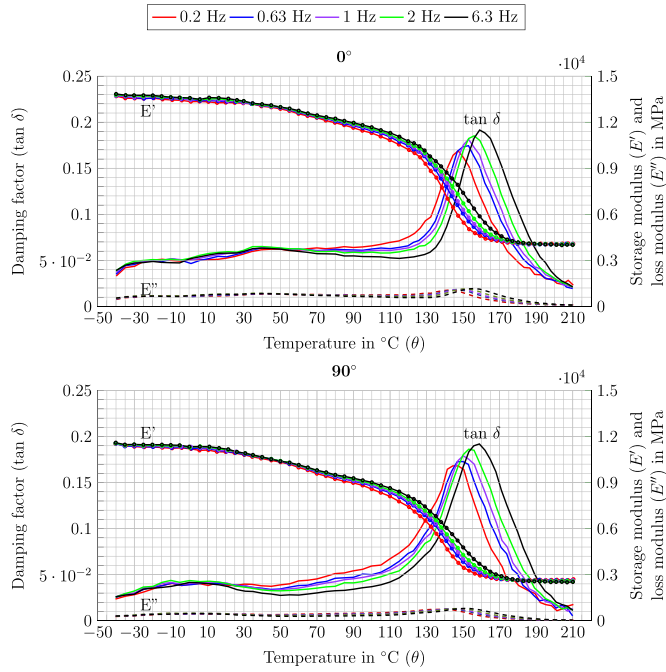 0.2 Hz 0.63 Hz 1 Hz 2 Hz 6.3 Hz
0°
·10⁴
0.25 1.5
0.2 1.2
0.15 0.9
0.1 0.6
5·10⁻² 0.3
0 0
E'
tan δ
E"
−50 −30 −10 10 30 50 70 90 110 130 150 170 190 210
Temperature in °C (θ)
Damping factor (tan δ)
Storage modulus (E′) and
loss modulus (E″) in MPa
90°
·10⁴
0.25 1.5
0.2 1.2
0.15 0.9
0.1 0.6
5·10⁻² 0.3
0 0
E'
tan δ
E"
−50 −30 −10 10 30 50 70 90 110 130 150 170 190 210
Temperature in °C (θ)
Damping factor (tan δ)
Storage modulus (E′) and
loss modulus (E″) in MPa